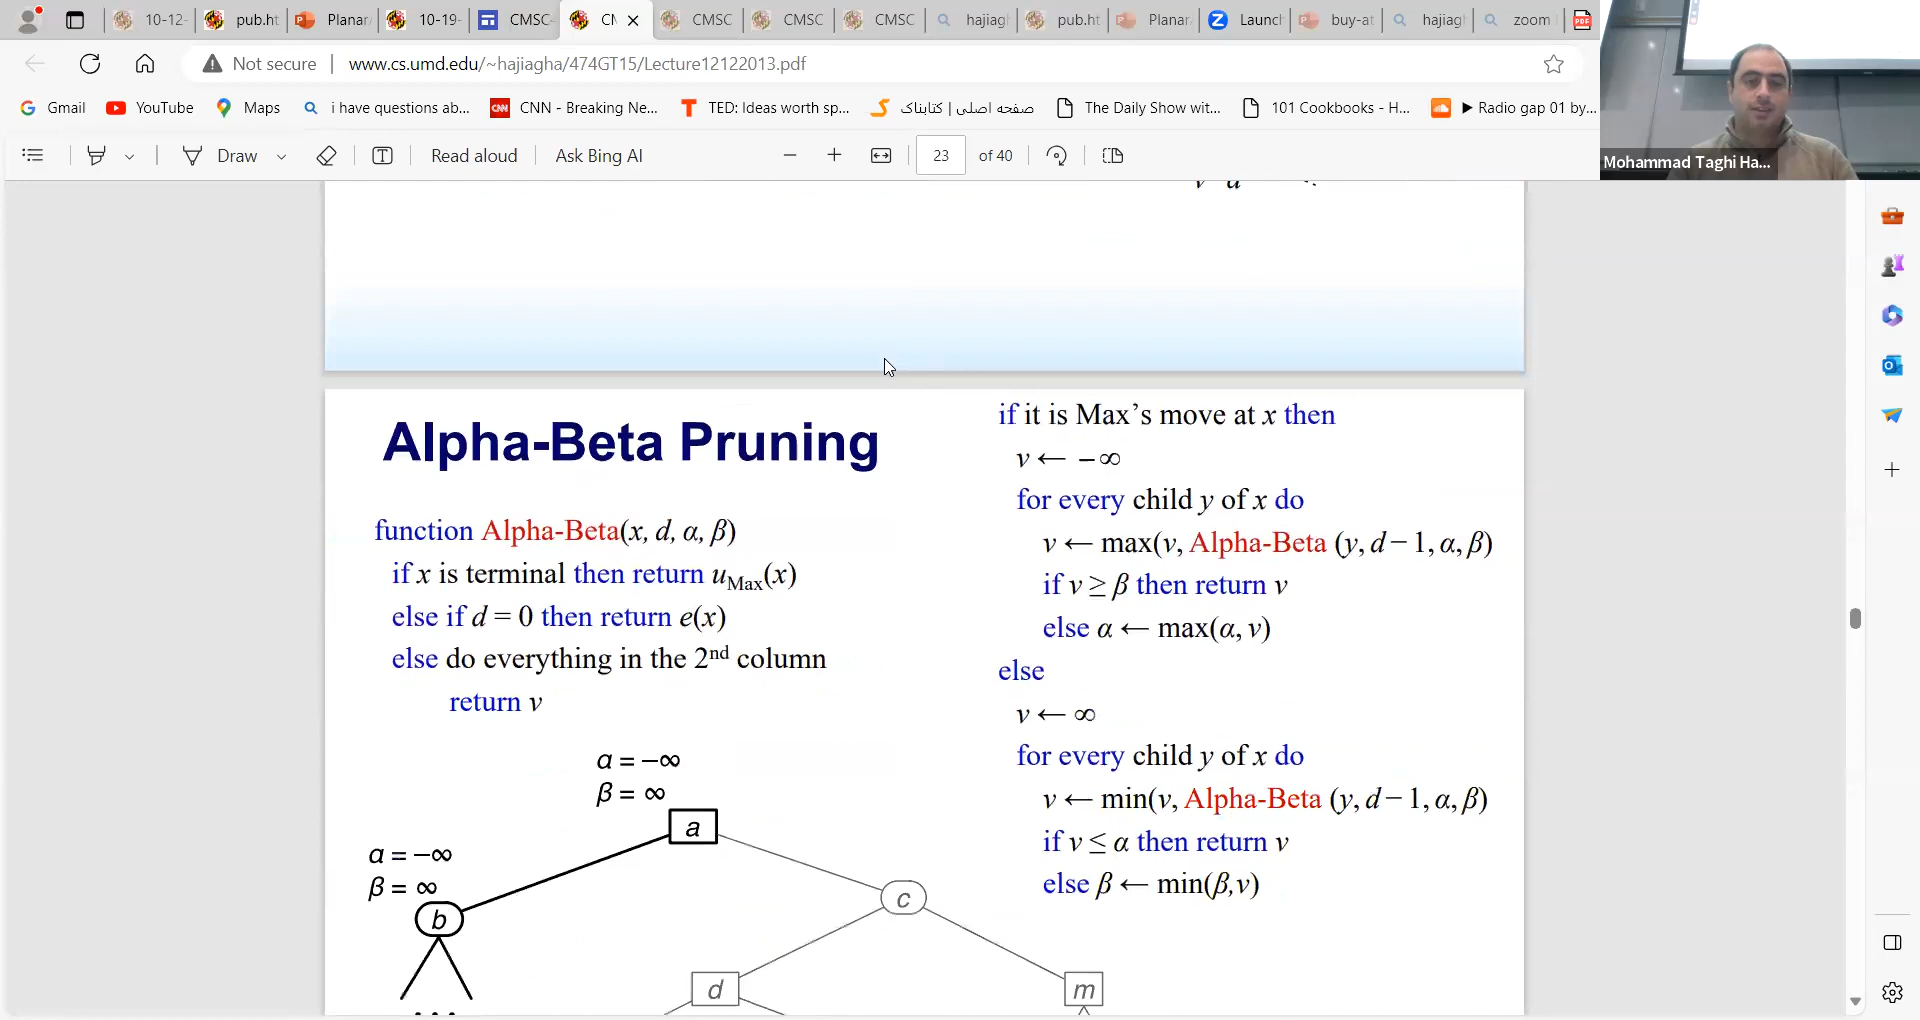 10-12-
pub.ht
Planar
10-19-
CMSC-
CM
CMSC
CMSC
CMSC
hajiagh
pub.ht
Planar
Launch
buy-at
hajiagh
zoom
PDF
Not secure
www.cs.umd.edu/~hajiagha/474GT15/Lecture12122013.pdf
Gmail
YouTube
Maps
i have questions ab...
CNN - Breaking Ne...
TED: Ideas worth sp...
صفحه اصلی | کتابناک
The Daily Show wit...
101 Cookbooks - H...
▶ Radio gap 01 by...
Draw
Read aloud
Ask Bing AI
23
of 40
Mohammad Taghi Ha...
Alpha-Beta Pruning
function Alpha-Beta(x, d, α, β)
if x is terminal then return uMax(x)
else if d = 0 then return e(x)
else do everything in the 2nd column
return v
α = −∞
β = ∞
a
α = −∞
β = ∞
b
c
d
m
if it is Max’s move at x then
v ← −∞
for every child y of x do
v ← max(v, Alpha-Beta (y, d − 1, α, β)
if v ≥ β then return v
else α ← max(α, v)
else
v ← ∞
for every child y of x do
v ← min(v, Alpha-Beta (y, d − 1, α, β)
if v ≤ α then return v
else β ← min(β,v)